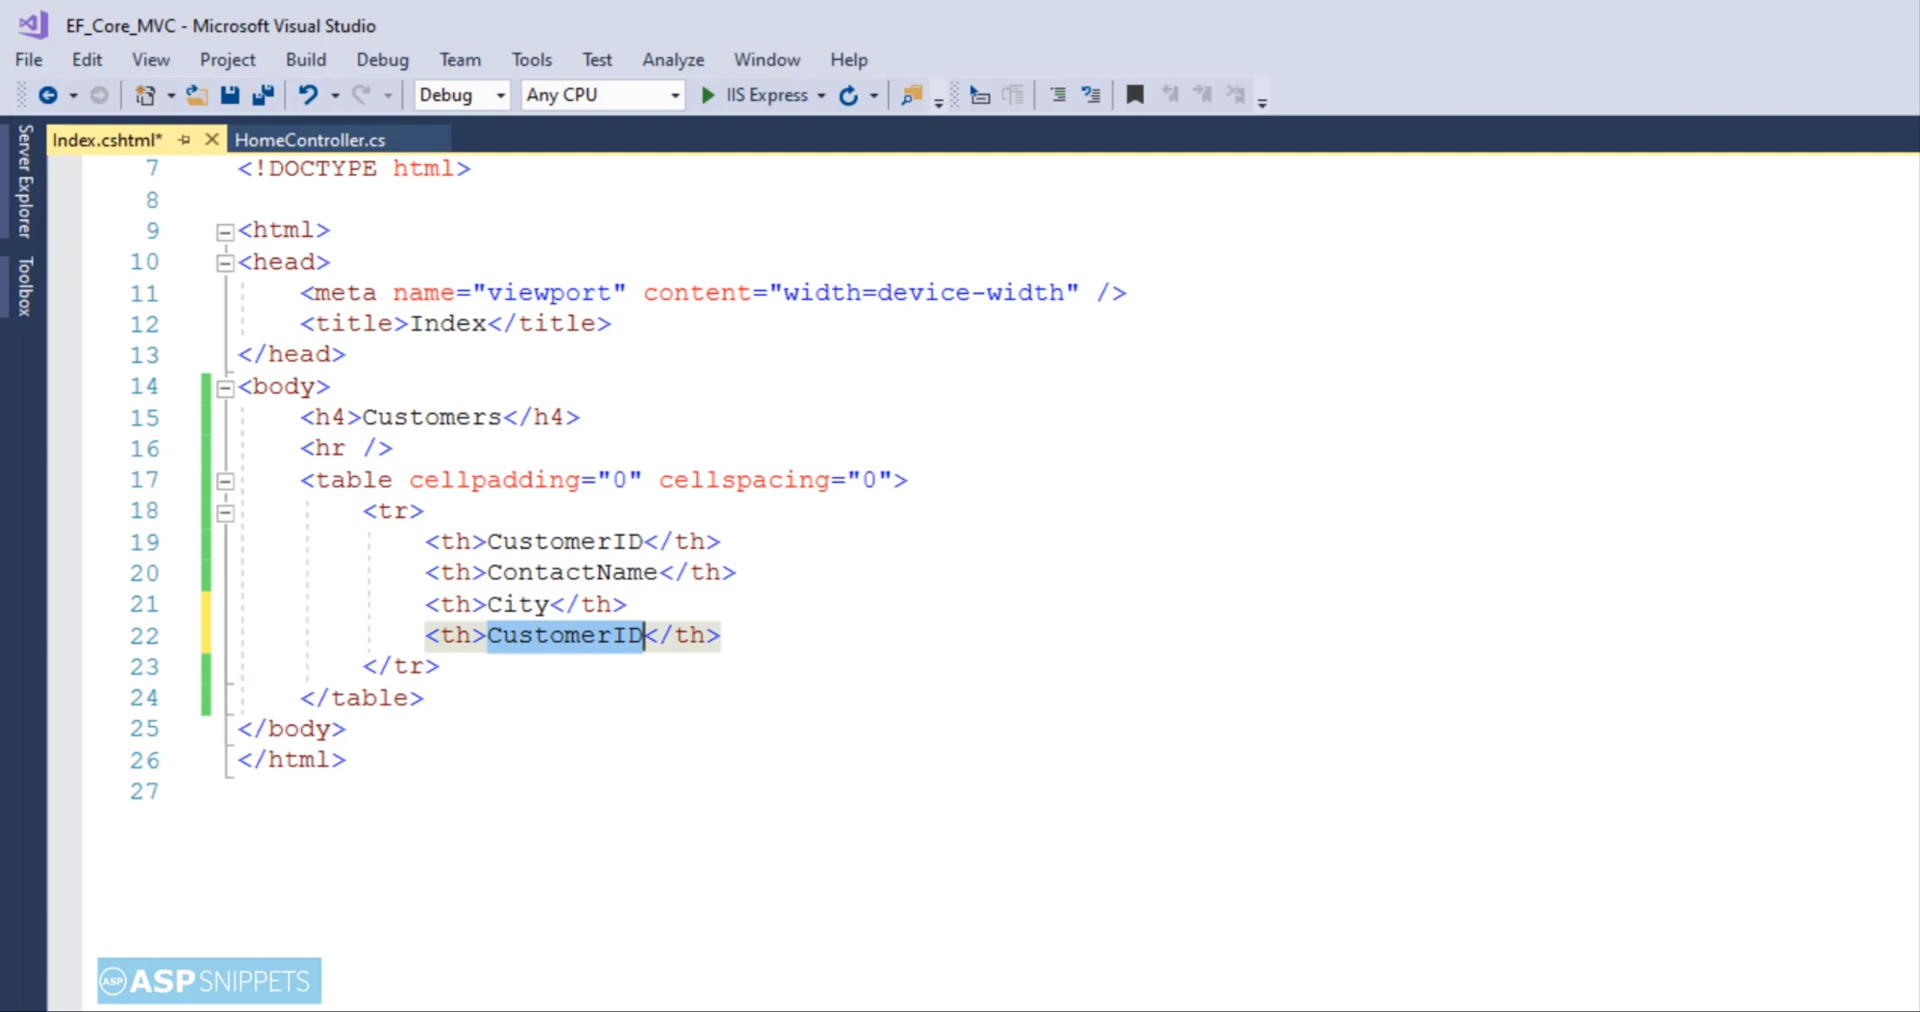 EF_Core_MVC - Microsoft Visual Studio
File Edit View Project Build Debug Team Tools Test Analyze Window Help
Debug Any CPU IIS Express
Server Explorer
Toolbox
Index.cshtml* HomeController.cs
7 <!DOCTYPE html>
8
9 <html>
10 <head>
11 <meta name="viewport" content="width=device-width" />
12 <title>Index</title>
13 </head>
14 <body>
15 <h4>Customers</h4>
16 <hr />
17 <table cellpadding="0" cellspacing="0">
18 <tr>
19 <th>CustomerID</th>
20 <th>ContactName</th>
21 <th>City</th>
22 <th>CustomerID</th>
23 </tr>
24 </table>
25 </body>
26 </html>
27
ASP ASPSNIPPETS